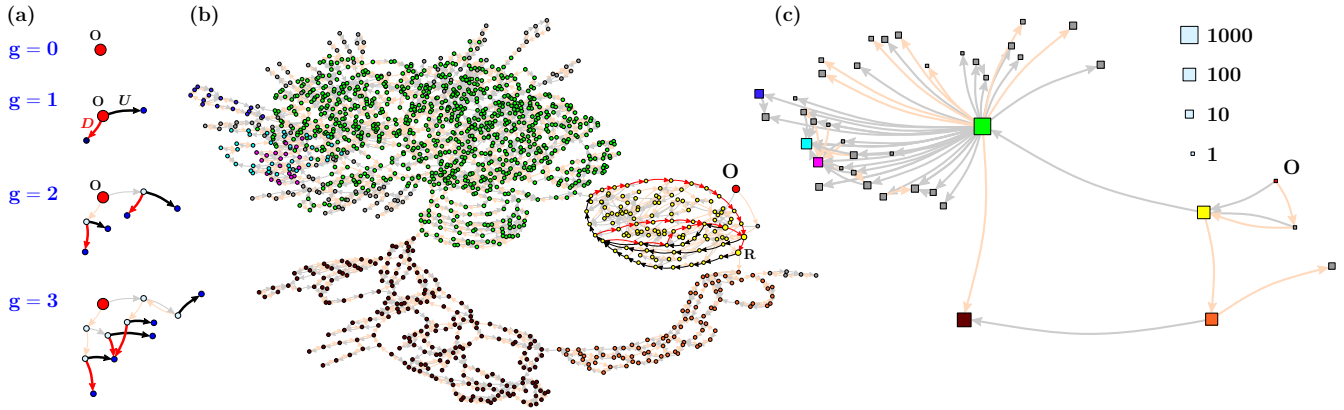 (a)
(b)
(c)
g = 0
O
g = 1
O
U
D
g = 2
O
g = 3
O
O
R
1000
100
10
1
O